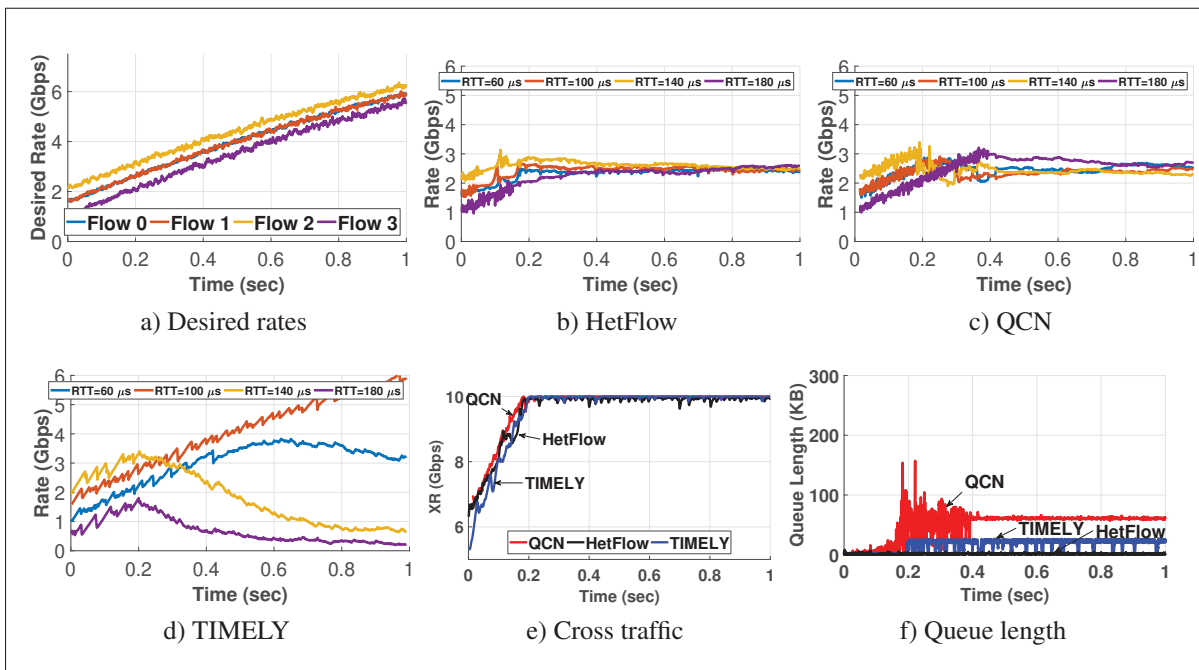 Desired Rate (Gbps)
6
4
2
0
Flow 0 Flow 1 Flow 2 Flow 3
0 0.2 0.4 0.6 0.8 1
Time (sec)
a) Desired rates
Rate (Gbps)
RTT=60 μs RTT=100 μs RTT=140 μs RTT=180 μs
6
5
4
3
2
1
0
0 0.2 0.4 0.6 0.8 1
Time (sec)
b) HetFlow
Rate (Gbps)
RTT=60 μs RTT=100 μs RTT=140 μs RTT=180 μs
6
5
4
3
2
1
0
0 0.2 0.4 0.6 0.8 1
Time (sec)
c) QCN
Rate (Gbps)
RTT=60 μs RTT=100 μs RTT=140 μs RTT=180 μs
6
5
4
3
2
1
0
0 0.2 0.4 0.6 0.8 1
Time (sec)
d) TIMELY
XR (Gbps)
10
8
6
QCN
HetFlow
TIMELY
QCN HetFlow TIMELY
0 0.2 0.4 0.6 0.8 1
Time (sec)
e) Cross traffic
Queue Length (KB)
300
200
100
0
QCN
TIMELY
HetFlow
0 0.2 0.4 0.6 0.8 1
Time (sec)
f) Queue length